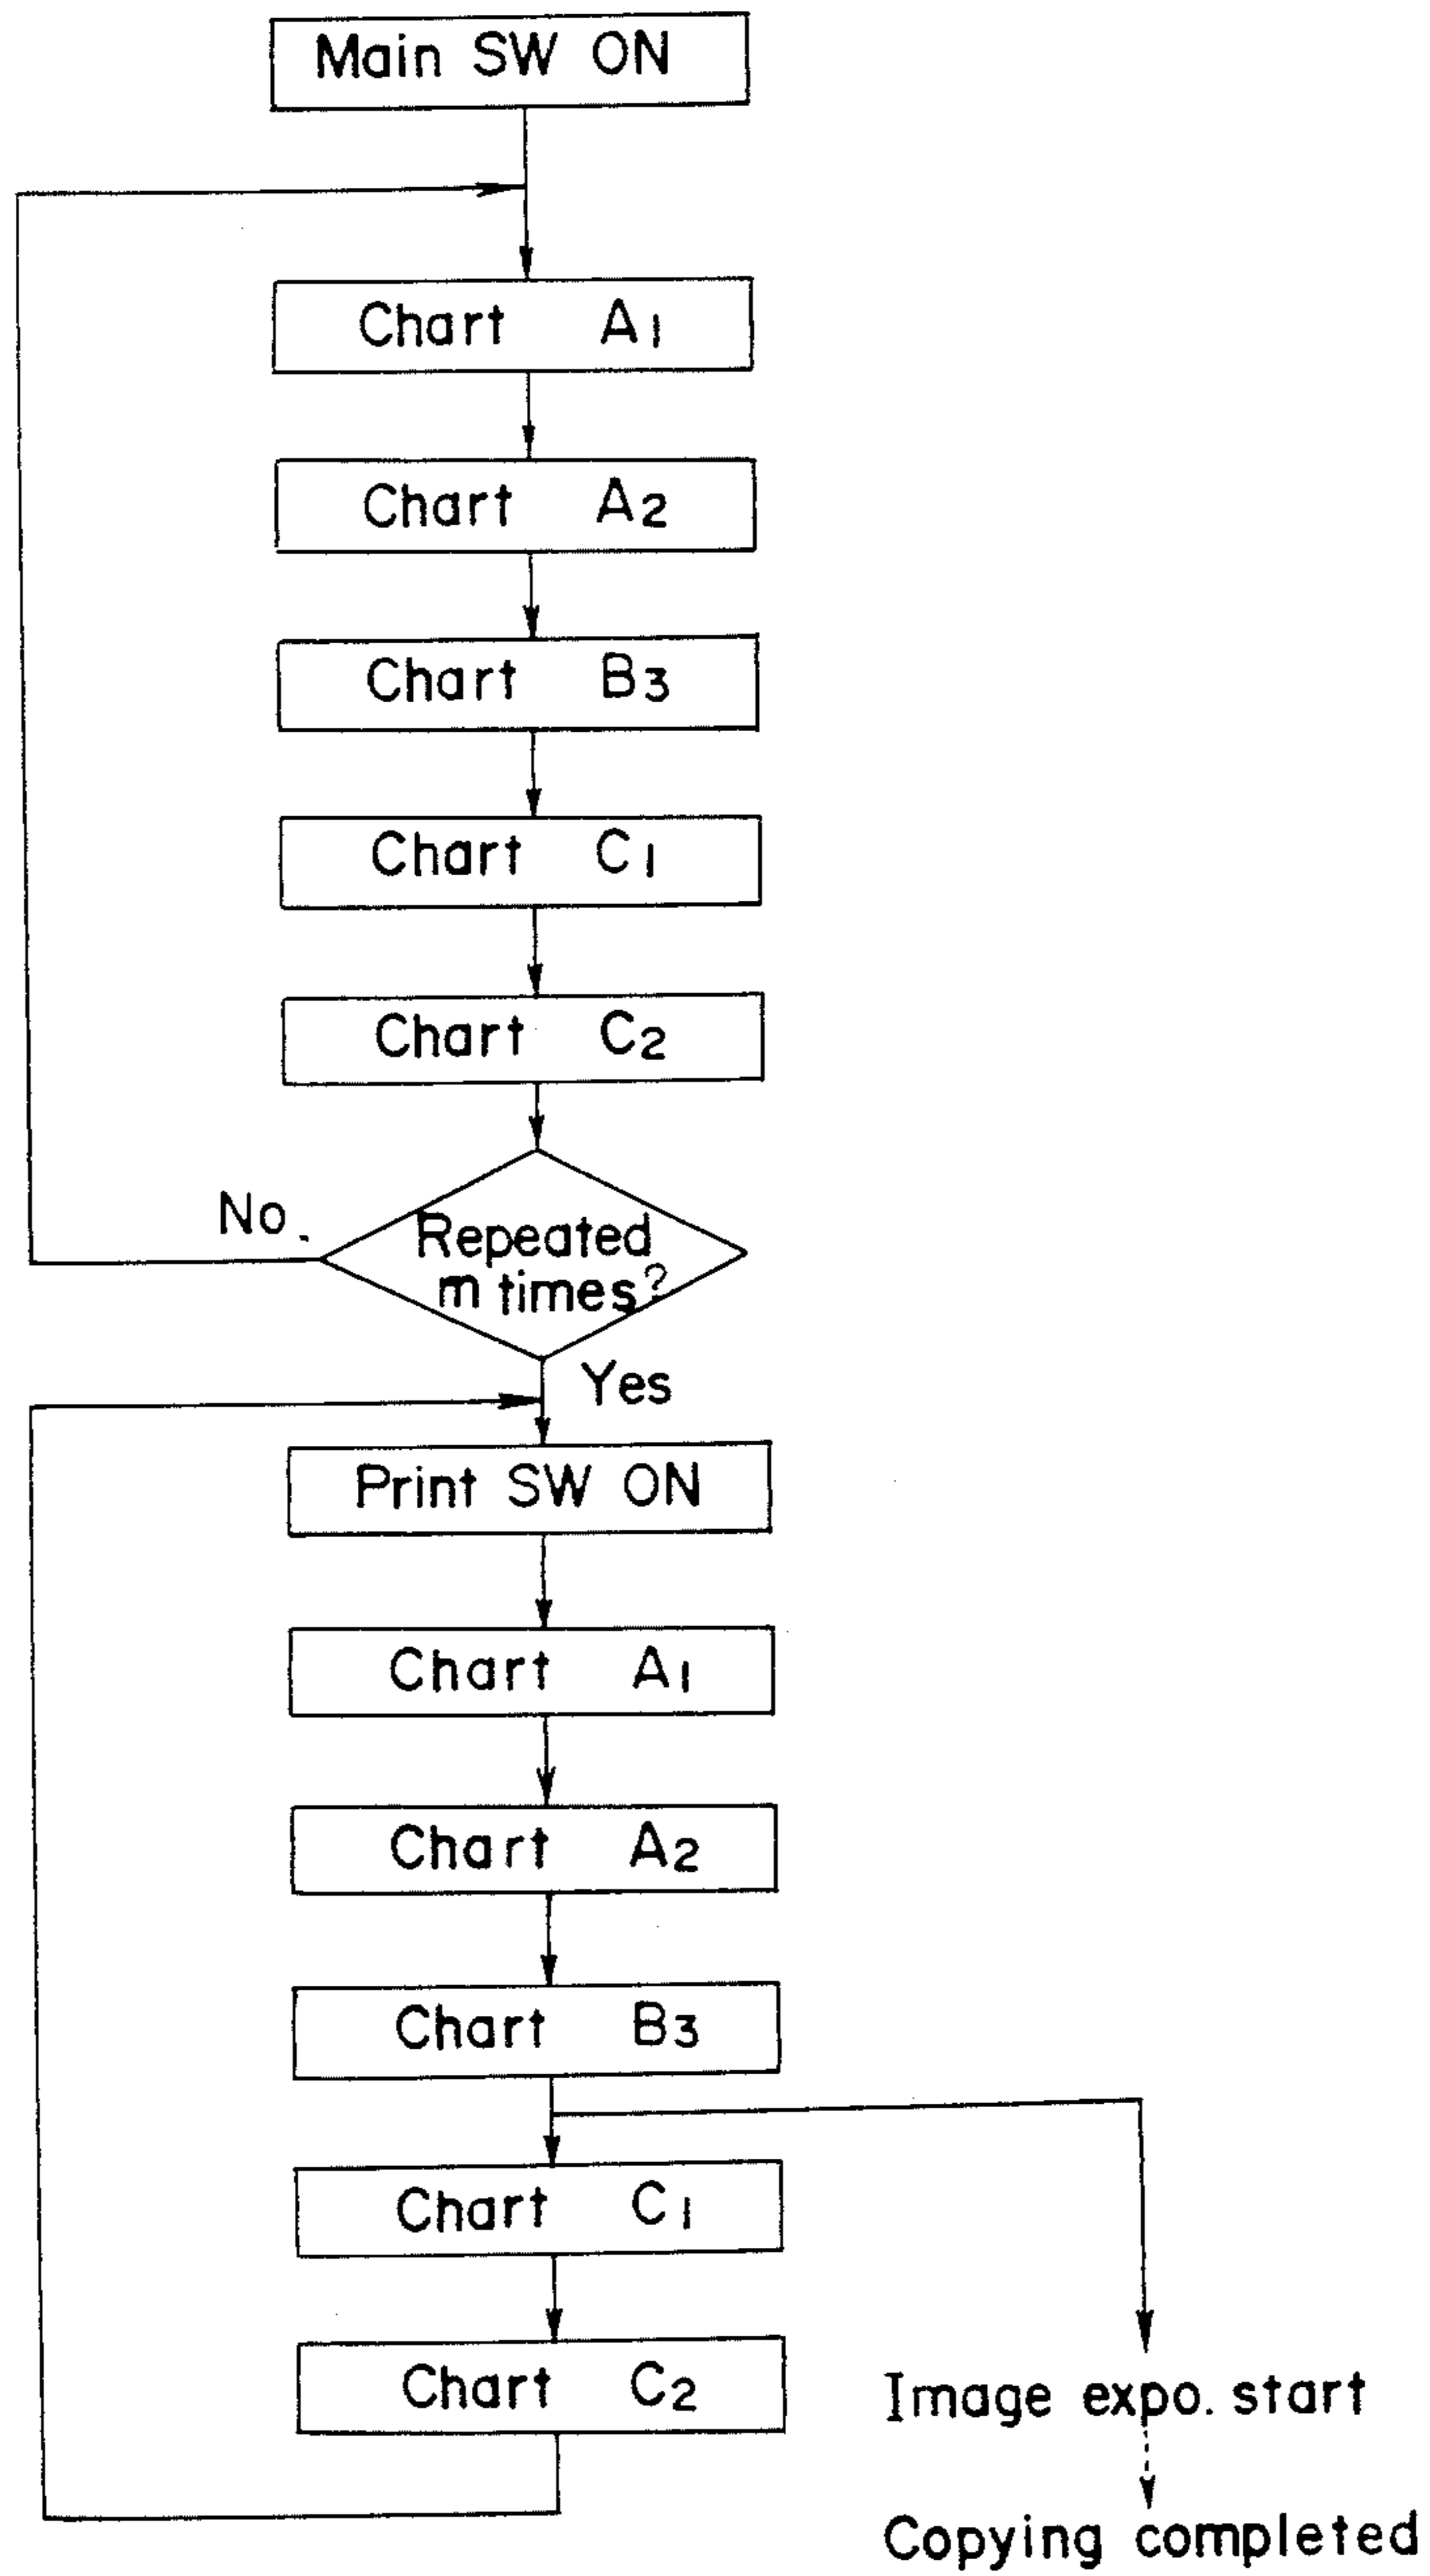 Main SW ON
Chart A1
Chart A2
Chart B3
Chart C1
Chart C2
No.
Repeated
m times?
Yes
Print SW ON
Chart A1
Chart A2
Chart B3
Chart C1
Chart C2
Image expo. start
Copying completed